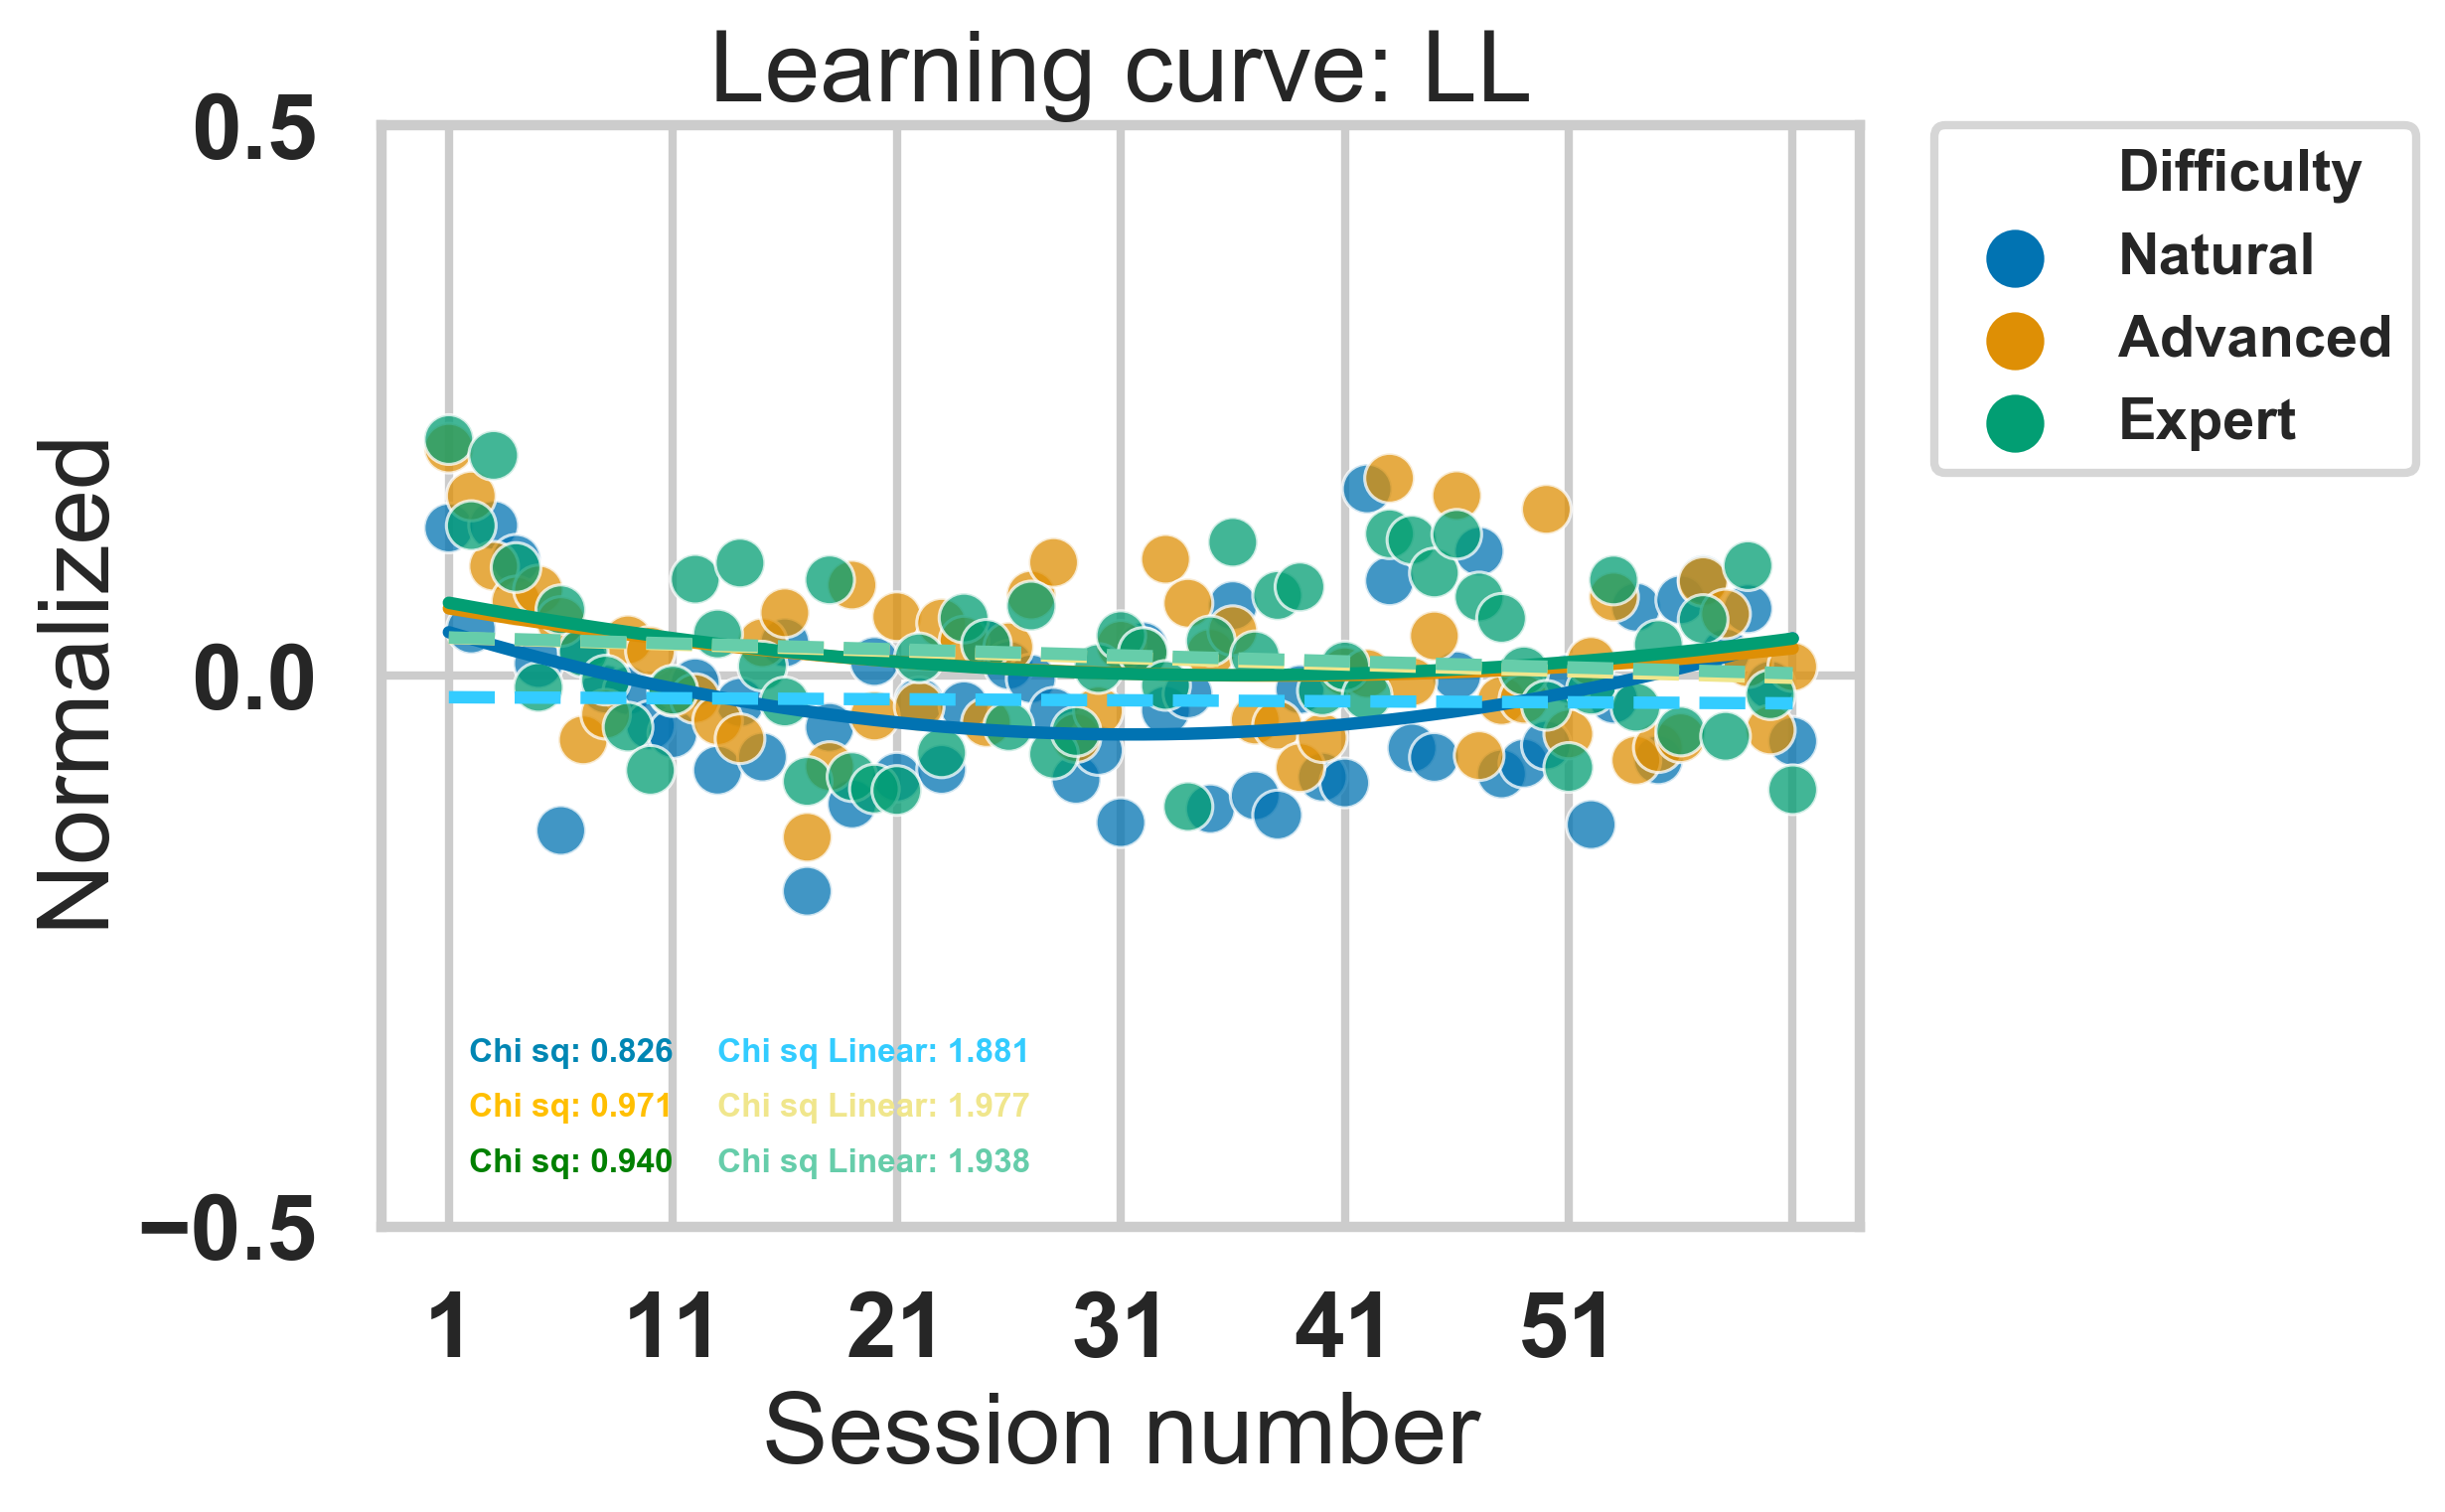 Learning curve: LL
0.5
0.0
−0.5
Normalized
Difficulty
Natural
Advanced
Expert
Chi sq: 0.826 Chi sq Linear: 1.881
Chi sq: 0.971 Chi sq Linear: 1.977
Chi sq: 0.940 Chi sq Linear: 1.938
1 11 21 31 41 51
Session number